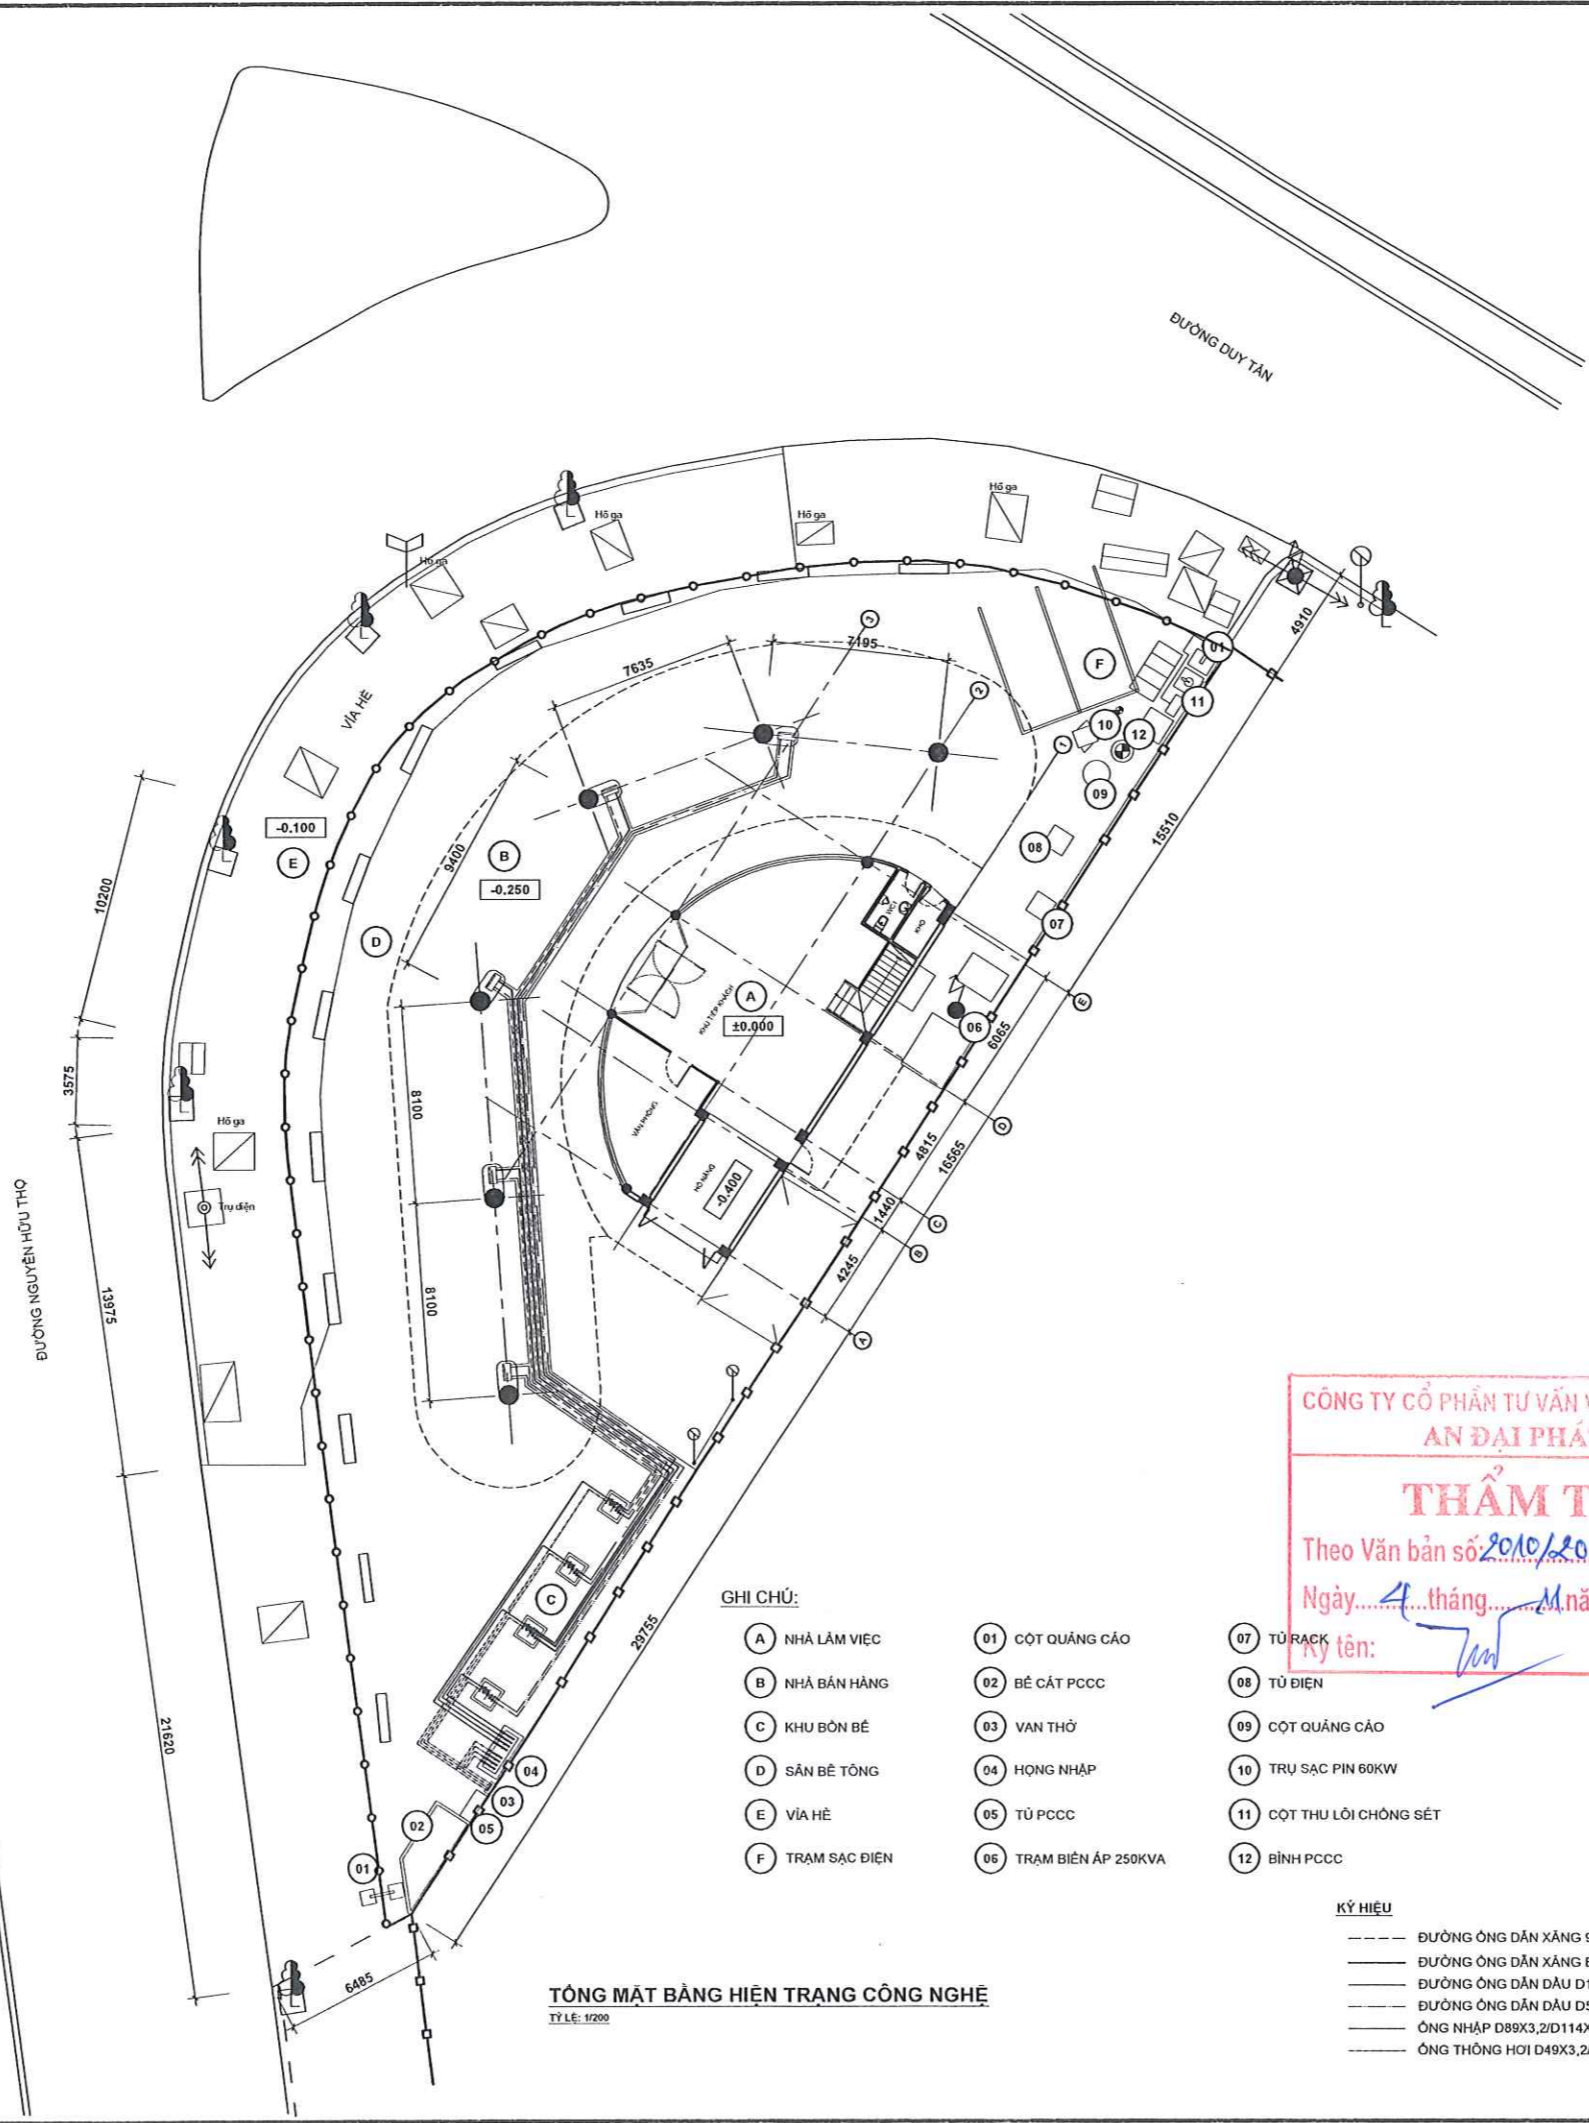 ĐƯỜNG DUY TÂN
Hố ga
Hố ga
Hố ga
Hố ga
VỈA HÈ
-0.100
E
B
-0.250
D
7635
7195
9400
3
2
1
F
01
11
10
12
09
08
07
06
4910
15510
10200
3575
13975
21620
Hố ga
Trụ điện
ĐƯỜNG NGUYỄN HỮU THỌ
8100
8100
A
±0.000
KHU TIẾP KHÁCH
VĂN PHÒNG
HỐ NÂNG
-0.400
WC1
KHO
E
D
C
B
A
6065
4815
16565
1440
4245
29755
C
04
03
05
02
01
6485
CÔNG TY CỔ PHẦN TƯ VẤN
AN ĐẠI PHÁ
THẨM T
Theo Văn bản số: 2010/20
Ngày 4 tháng 11 nă
Ký tên:
GHI CHÚ:
A NHÀ LÀM VIỆC
B NHÀ BÁN HÀNG
C KHU BỒN BỂ
D SÂN BÊ TÔNG
E VỈA HÈ
F TRẠM SẠC ĐIỆN
01 CỘT QUẢNG CÁO
02 BỂ CÁT PCCC
03 VAN THỞ
04 HỌNG NHẬP
05 TỦ PCCC
06 TRẠM BIẾN ÁP 250KVA
07 TỦ RACK
08 TỦ ĐIỆN
09 CỘT QUẢNG CÁO
10 TRỤ SẠC PIN 60KW
11 CỘT THU LÔI CHỐNG SÉT
12 BÌNH PCCC
KÝ HIỆU
ĐƯỜNG ỐNG DẪN XĂNG 9
ĐƯỜNG ỐNG DẪN XĂNG E
ĐƯỜNG ỐNG DẪN DẦU D1
ĐƯỜNG ỐNG DẪN DẦU D5
ỐNG NHẬP D89X3,2/D114X
ỐNG THÔNG HƠI D49X3,2
TỔNG MẶT BẰNG HIỆN TRẠNG CÔNG NGHỆ
TỶ LỆ: 1/200